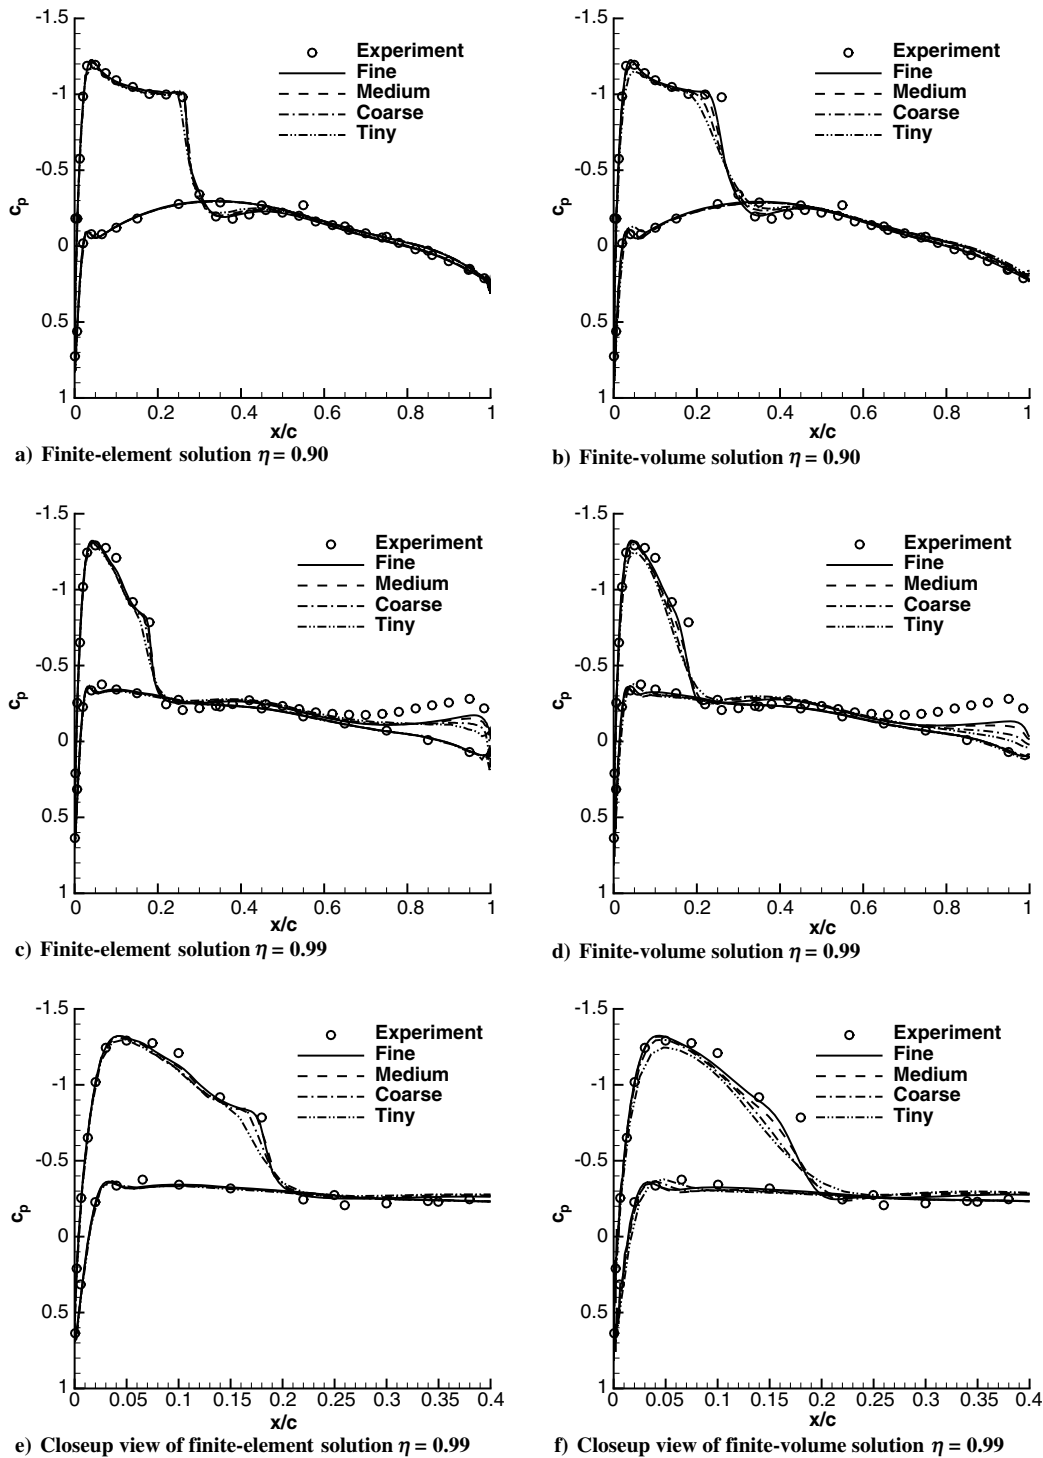 -1.5
-1
-0.5
0
0.5
1
c_p
0
0.2
0.4
0.6
0.8
1
x/c
Experiment
Fine
Medium
Coarse
Tiny
a) Finite-element solution η = 0.90
-1.5
-1
-0.5
0
0.5
1
c_p
0
0.2
0.4
0.6
0.8
1
x/c
Experiment
Fine
Medium
Coarse
Tiny
b) Finite-volume solution η = 0.90
-1.5
-1
-0.5
0
0.5
1
c_p
0
0.2
0.4
0.6
0.8
1
x/c
Experiment
Fine
Medium
Coarse
Tiny
c) Finite-element solution η = 0.99
-1.5
-1
-0.5
0
0.5
1
c_p
0
0.2
0.4
0.6
0.8
1
x/c
Experiment
Fine
Medium
Coarse
Tiny
d) Finite-volume solution η = 0.99
-1.5
-1
-0.5
0
0.5
1
c_p
0
0.05
0.1
0.15
0.2
0.25
0.3
0.35
0.4
x/c
Experiment
Fine
Medium
Coarse
Tiny
e) Closeup view of finite-element solution η = 0.99
-1.5
-1
-0.5
0
0.5
1
c_p
0
0.05
0.1
0.15
0.2
0.25
0.3
0.35
0.4
x/c
Experiment
Fine
Medium
Coarse
Tiny
f) Closeup view of finite-volume solution η = 0.99